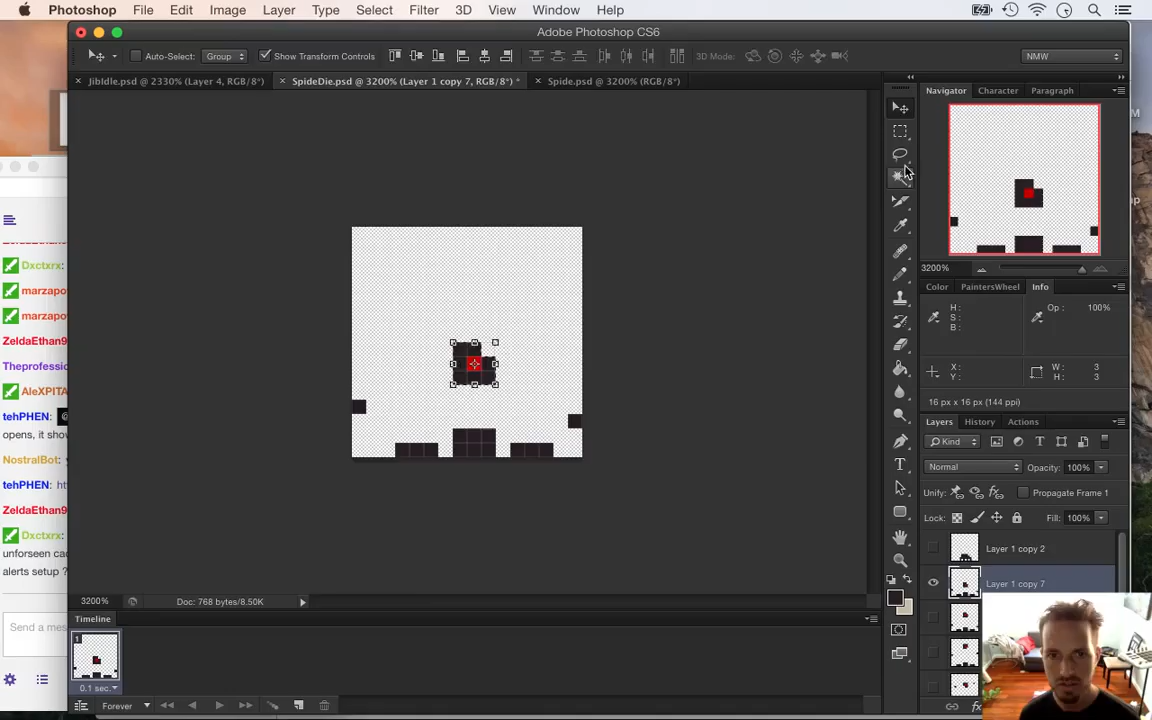 Photoshop File Edit Image Layer Type Select Filter 3D View Window Help
Adobe Photoshop CS6
Auto-Select: Group Show Transform Controls 3D Mode: NMW
JibIdle.psd @ 2330% (Layer 4, RGB/8*) SpideDie.psd @ 3200% (Layer 1 copy 7, RGB/8*) * Spide.psd @ 3200% (RGB/8*)
Navigator Character Paragraph
3200%
Color PaintersWheel Info
H: Op: 100%
S:
B:
X: W: 3
Y: H: 3
16 px x 16 px (144 ppi)
Layers History Actions
Kind
Normal Opacity: 100%
Unify: Propagate Frame 1
Lock: Fill: 100%
Layer 1 copy 2
Layer 1 copy 7
Dxctxrx:
marzapo
marzapo
ZeldaEthan9
Theprofessio
AleXPITA
tehPHEN:
opens, it show
NostralBot:
tehPHEN:
ZeldaEthan9
Dxctxrx:
unforseen
alerts setup ?
Send a mes
3200% Doc: 768 bytes/8.50K
Timeline
1
0.1 sec.
Forever